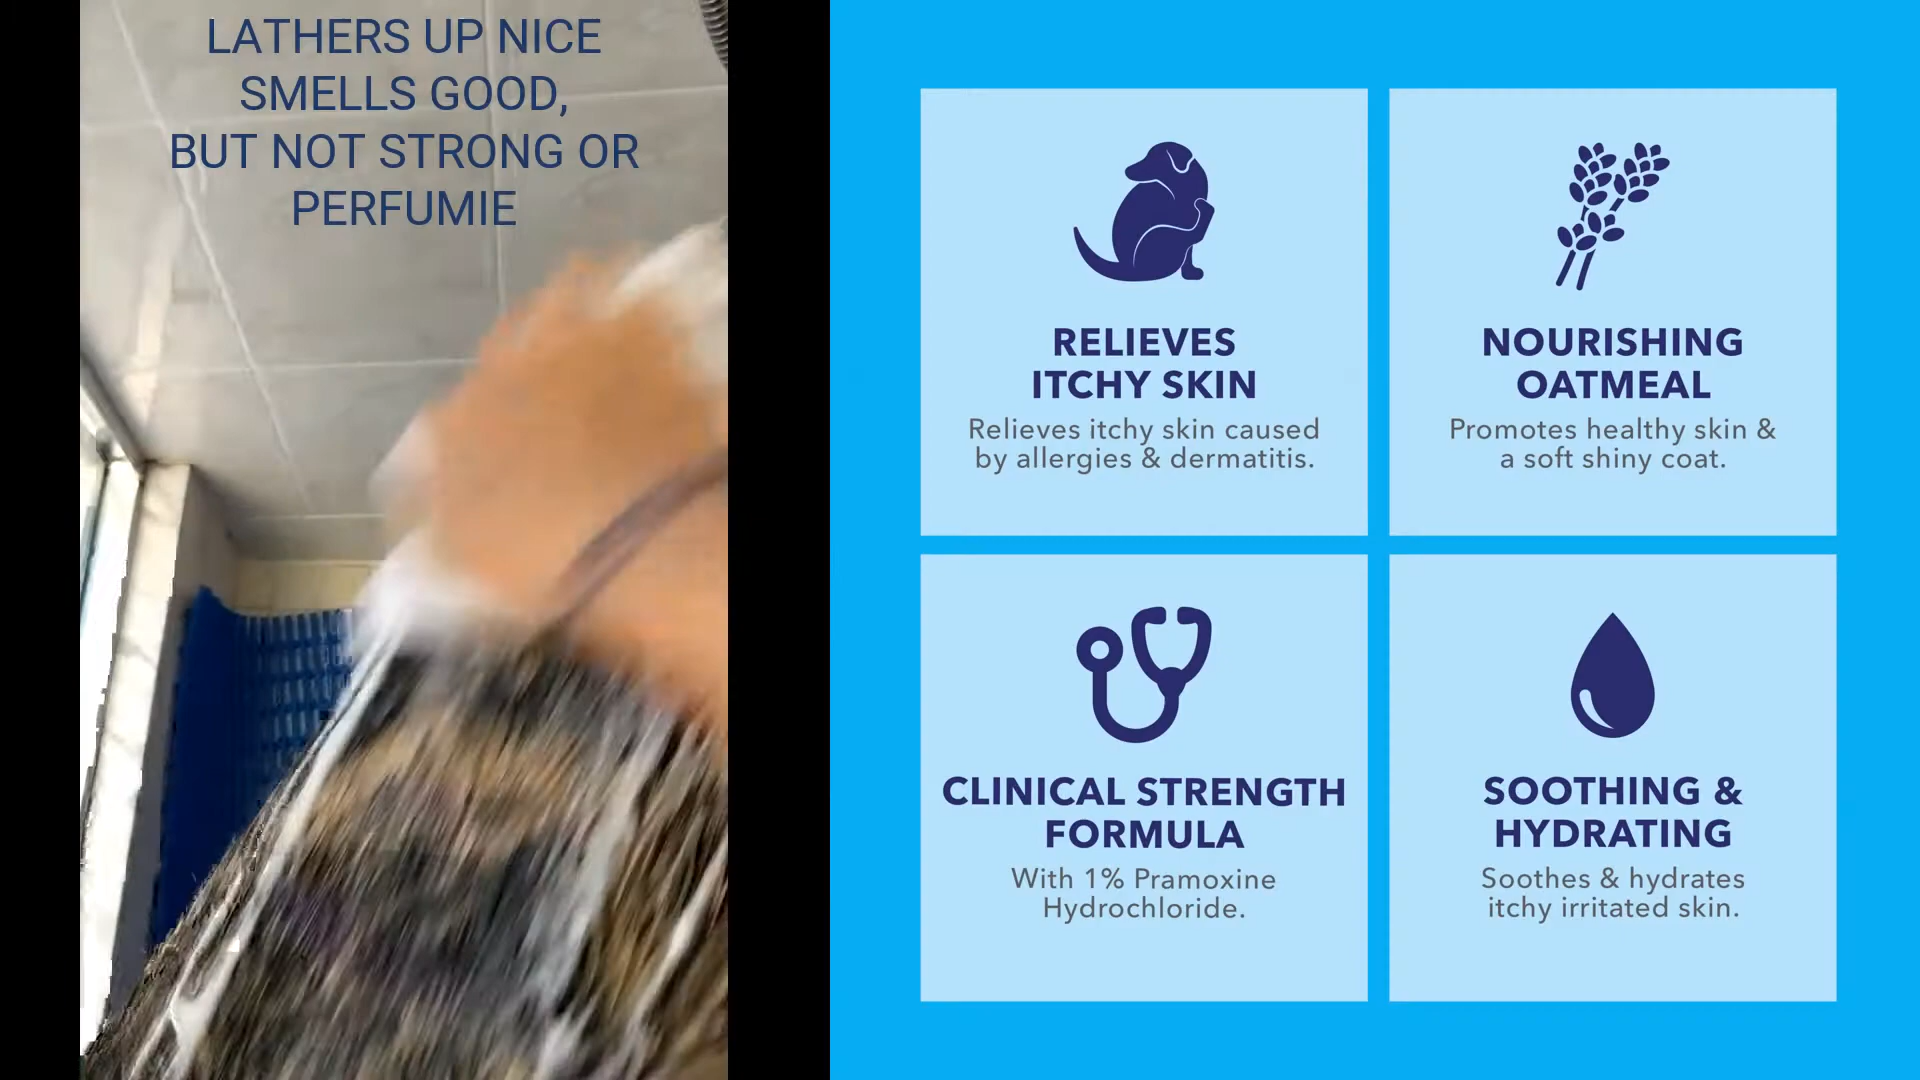 LATHERS UP NICE
SMELLS GOOD,
BUT NOT STRONG OR
PERFUMIE
RELIEVES
ITCHY SKIN
Relieves itchy skin caused
by allergies & dermatitis.
NOURISHING
OATMEAL
Promotes healthy skin &
a soft shiny coat.
CLINICAL STRENGTH
FORMULA
With 1% Pramoxine
Hydrochloride.
SOOTHING &
HYDRATING
Soothes & hydrates
itchy irritated skin.